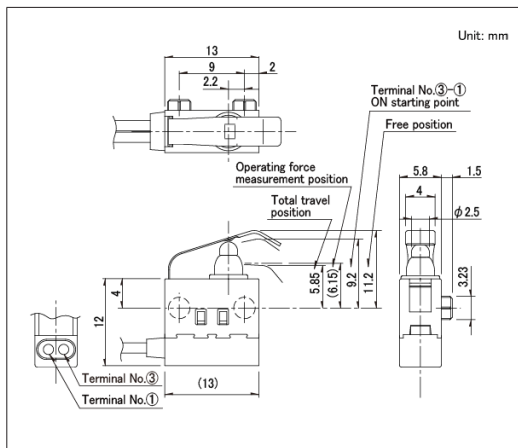 Unit: mm
13
9
2
2.2
Terminal No.③-①
ON starting point
Free position
Operating force
measurement position
Total travel
position
5.8
1.5
4
φ2.5
4
12
5.85
(6.15)
9.2
11.2
3.23
(13)
Terminal No.③
Terminal No.①